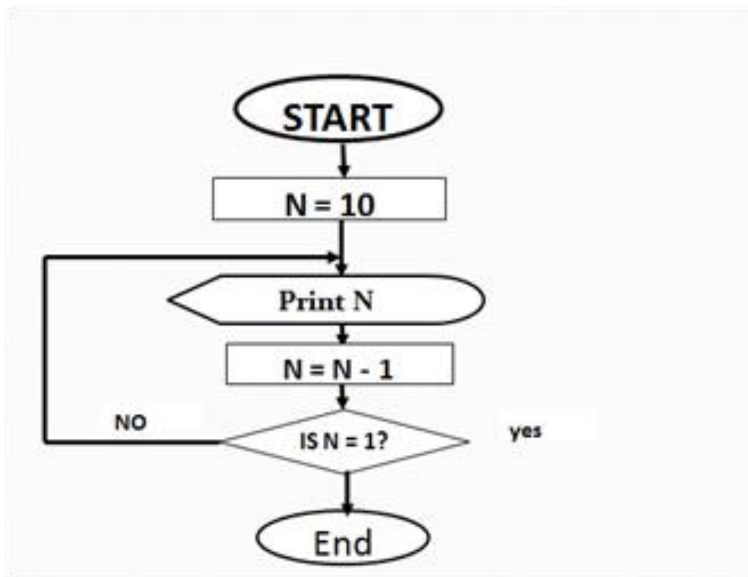 START
N = 10
Print N
N = N - 1
NO
IS N = 1?
yes
End